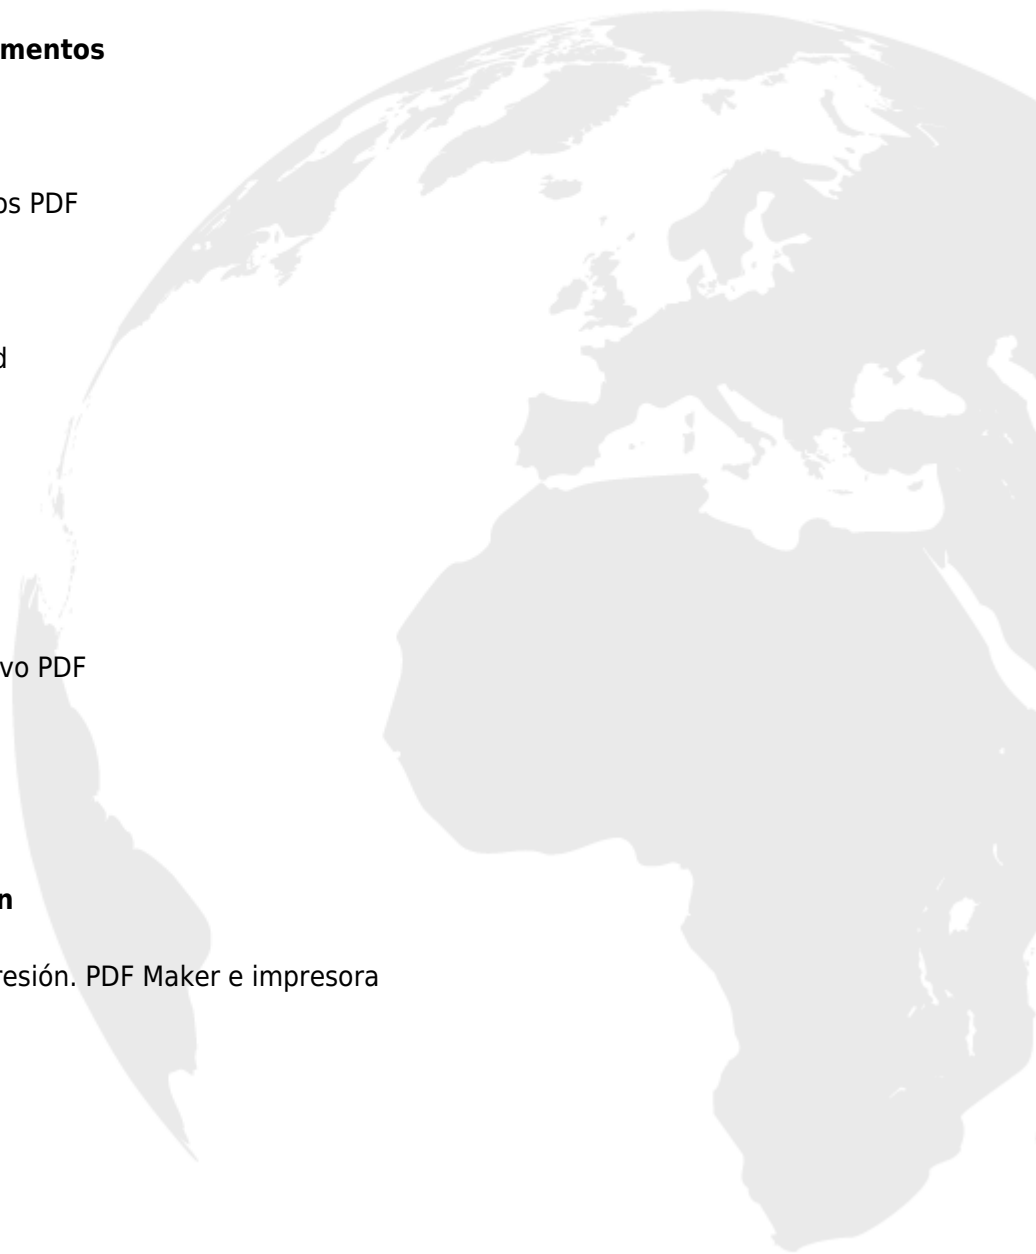 mentos
os PDF
d
vo PDF
n
resión. PDF Maker e impresora